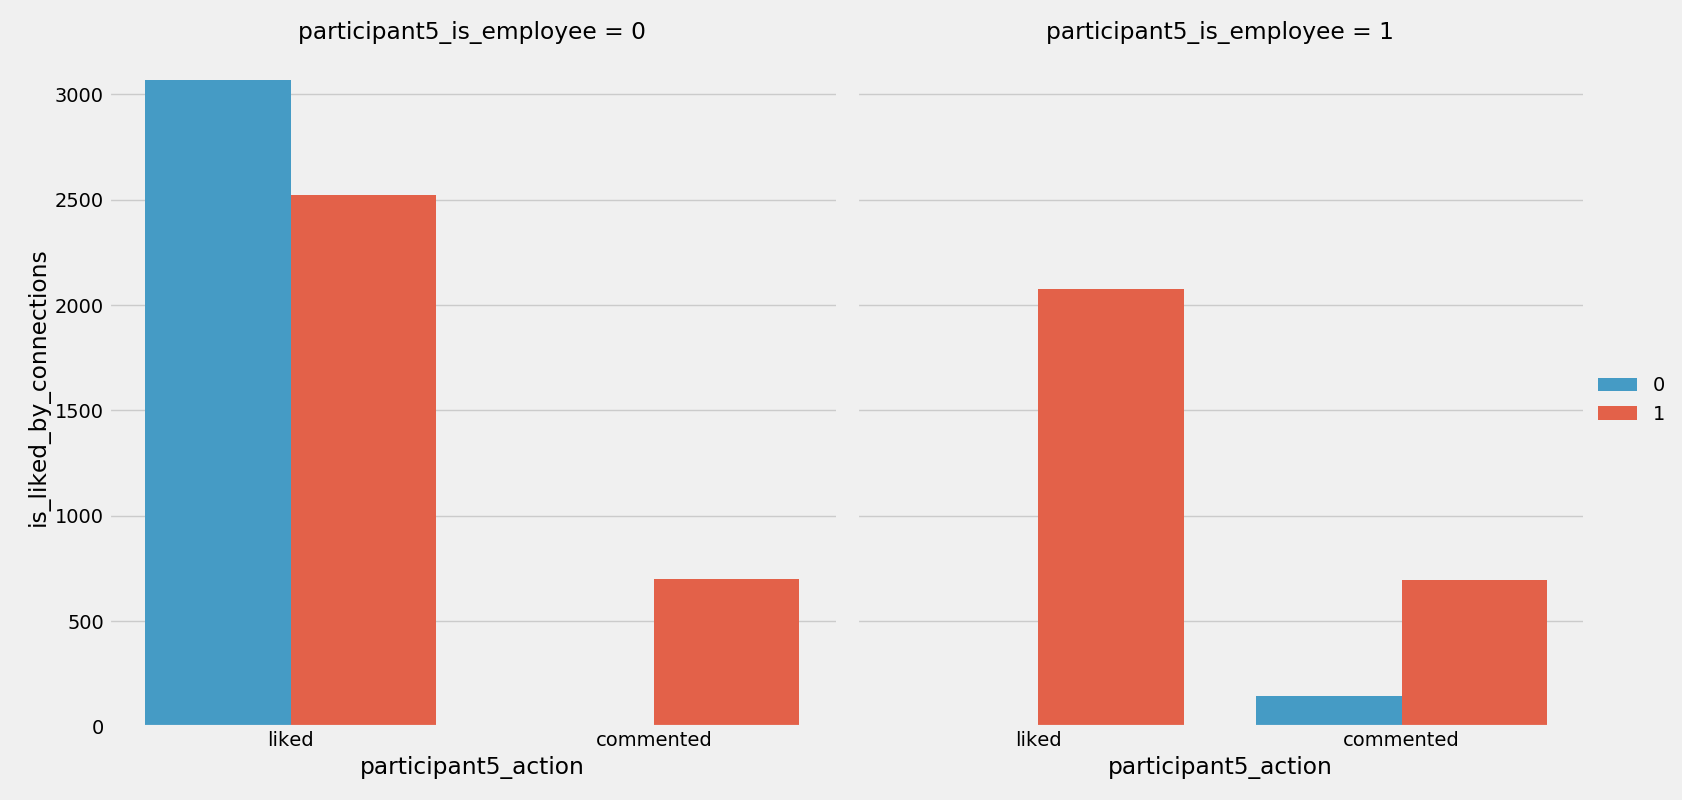 participant5_is_employee = 0
participant5_is_employee = 1
is_liked_by_connections
3000
2500
2000
1500
1000
500
0
liked
commented
liked
commented
participant5_action
participant5_action
0
1